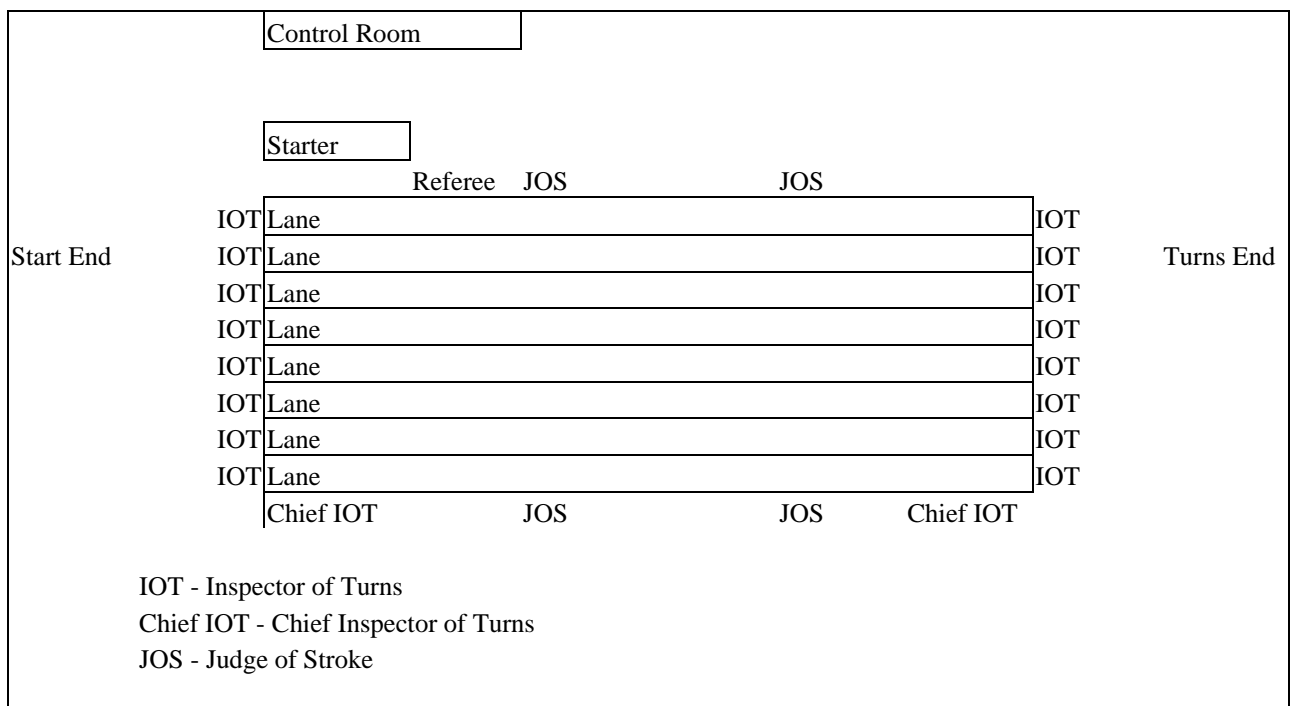 Control Room
Starter
Referee JOS JOS
IOT Lane IOT
Start End IOT Lane IOT Turns End
IOT Lane IOT
IOT Lane IOT
IOT Lane IOT
IOT Lane IOT
IOT Lane IOT
IOT Lane IOT
Chief IOT JOS JOS Chief IOT
IOT - Inspector of Turns
Chief IOT - Chief Inspector of Turns
JOS - Judge of Stroke